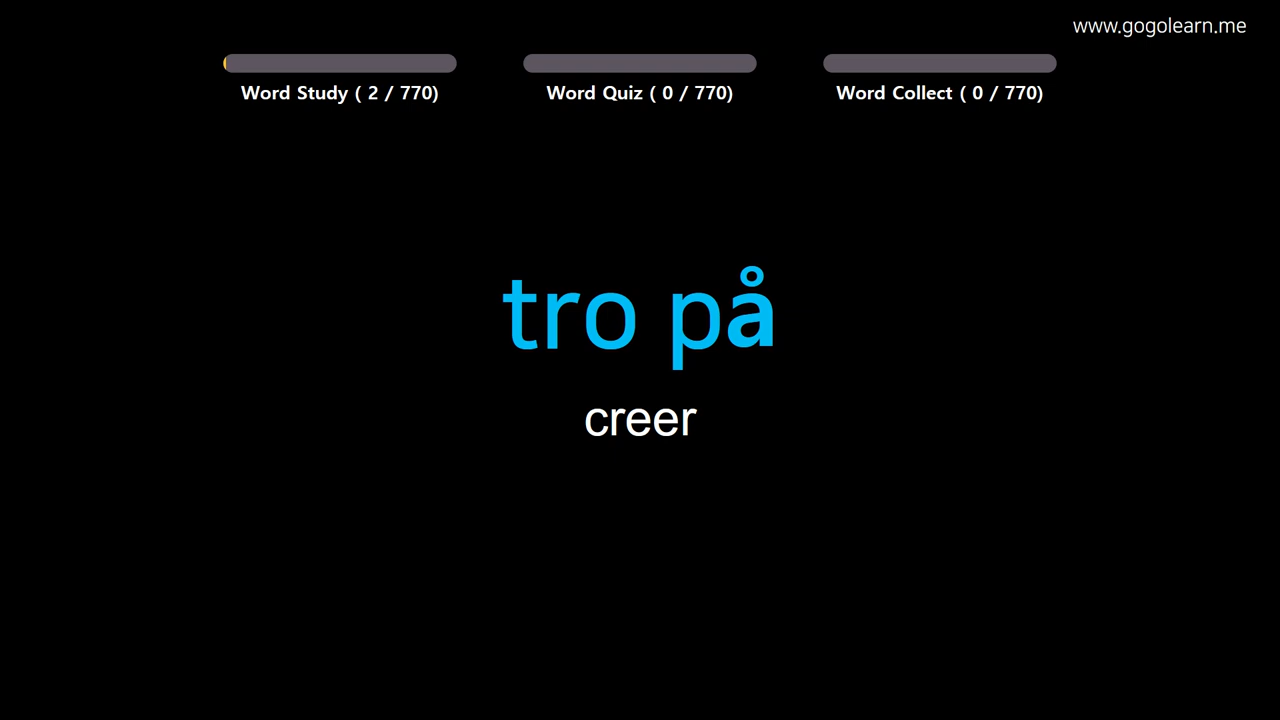 www.gogolearn.me
Word Study ( 2 / 770)
Word Quiz ( 0 / 770)
Word Collect ( 0 / 770)
tro på
creer